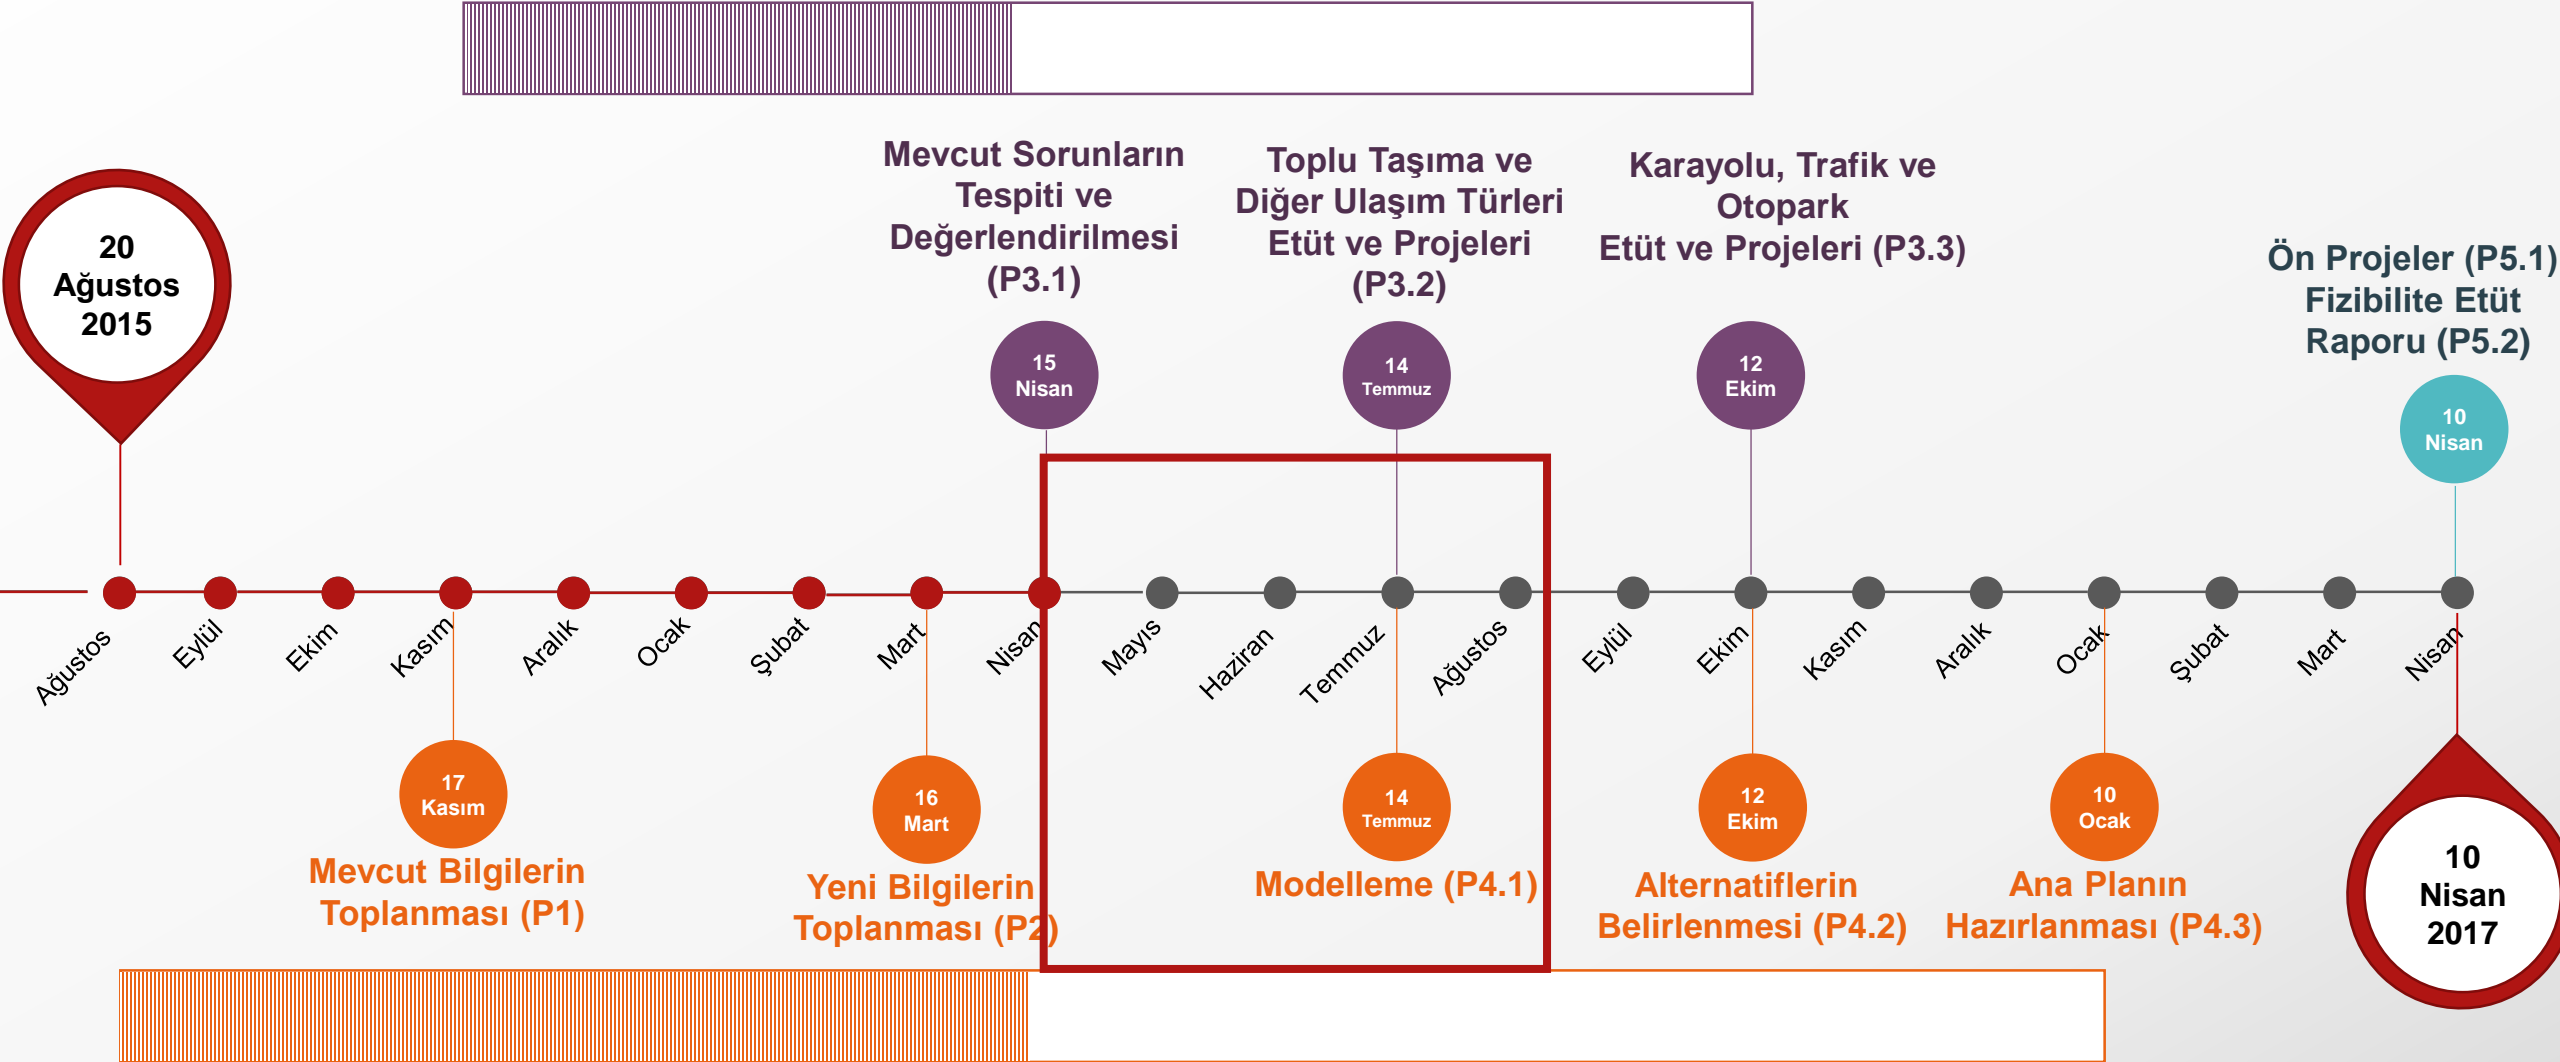 20
Ağustos
2015
Mevcut Sorunların
Tespiti ve
Değerlendirilmesi
(P3.1)
15
Nisan
Toplu Taşıma ve
Diğer Ulaşım Türleri
Etüt ve Projeleri
(P3.2)
14
Temmuz
Karayolu, Trafik ve
Otopark
Etüt ve Projeleri (P3.3)
12
Ekim
Ön Projeler (P5.1)
Fizibilite Etüt
Raporu (P5.2)
10
Nisan
Ağustos
Eylül
Ekim
Kasım
Aralık
Ocak
Şubat
Mart
Nisan
Mayıs
Haziran
Temmuz
Ağustos
Eylül
Ekim
Kasım
Aralık
Ocak
Şubat
Mart
Nisan
17
Kasım
Mevcut Bilgilerin
Toplanması (P1)
16
Mart
Yeni Bilgilerin
Toplanması (P2)
14
Temmuz
Modelleme (P4.1)
12
Ekim
Alternatiflerin
Belirlenmesi (P4.2)
10
Ocak
Ana Planın
Hazırlanması (P4.3)
10
Nisan
2017